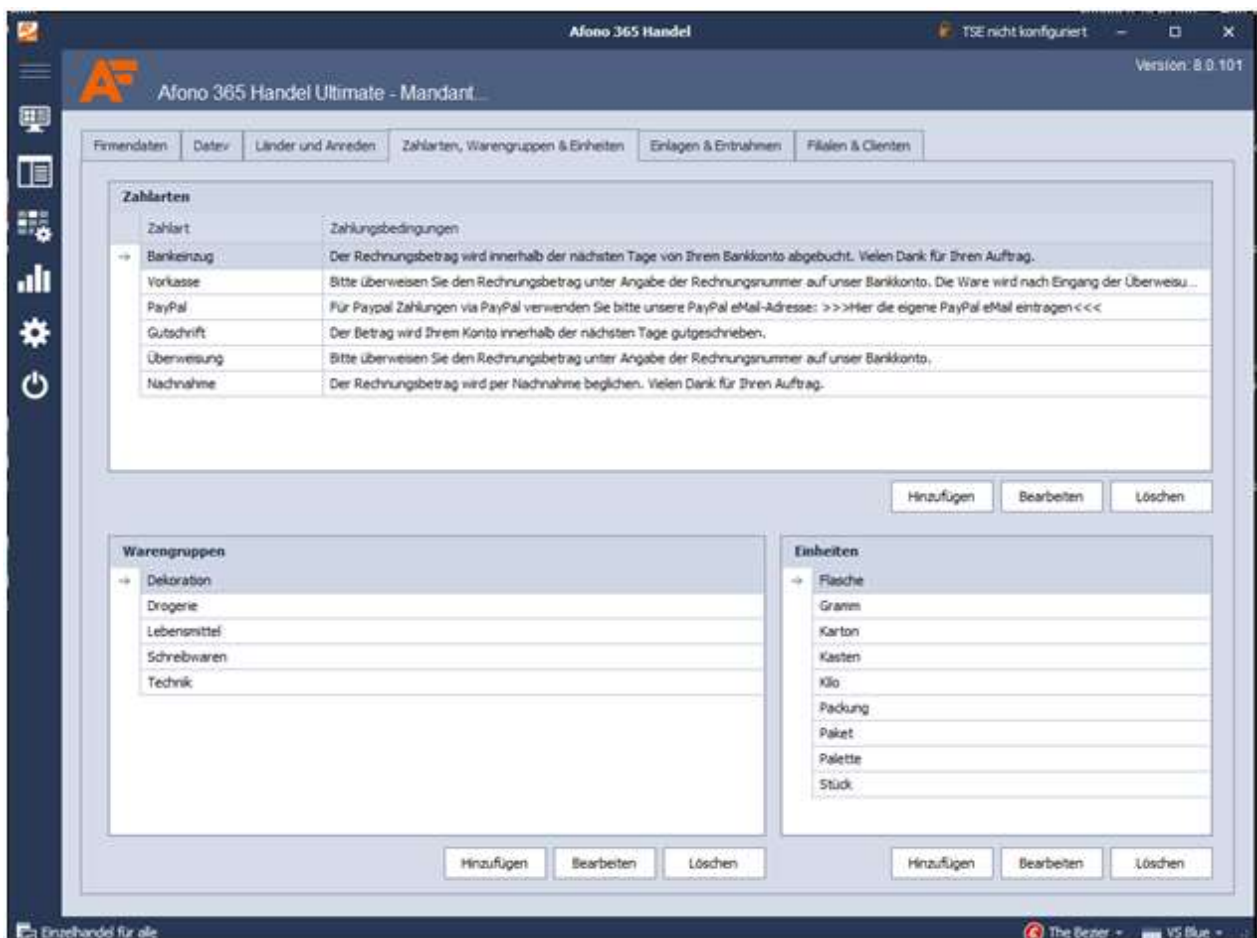 Afono 365 Handel
TSE nicht konfiguriert
Version: 8.0.101
AF
Afono 365 Handel Ultimate - Mandant...
Firmendaten Datev Länder und Anreden Zahlarten, Warengruppen & Einheiten Einlagen & Entnahmen Filialen & Clienten
Zahlarten
Zahlart Zahlungsbedingungen
Bankeinzug Der Rechnungsbetrag wird innerhalb der nächsten Tage von Ihrem Bankkonto abgebucht. Vielen Dank für Ihren Auftrag.
Vorkasse Bitte überweisen Sie den Rechnungsbetrag unter Angabe der Rechnungsnummer auf unser Bankkonto. Die Ware wird nach Eingang der Überweisu...
PayPal Für Paypal Zahlungen via PayPal verwenden Sie bitte unsere PayPal eMail-Adresse: >>>Hier die eigene PayPal eMail eintragen<<<
Gutschrift Der Betrag wird Ihrem Konto innerhalb der nächsten Tage gutgeschrieben.
Überweisung Bitte überweisen Sie den Rechnungsbetrag unter Angabe der Rechnungsnummer auf unser Bankkonto.
Nachnahme Der Rechnungsbetrag wird per Nachnahme beglichen. Vielen Dank für Ihren Auftrag.
Hinzufügen Bearbeiten Löschen
Warengruppen
Dekoration
Drogerie
Lebensmittel
Schreibwaren
Technik
Hinzufügen Bearbeiten Löschen
Einheiten
Flasche
Gramm
Karton
Kasten
Kilo
Packung
Paket
Palette
Stück
Hinzufügen Bearbeiten Löschen
Einzelhandel für alle
The Bezier
VS Blue